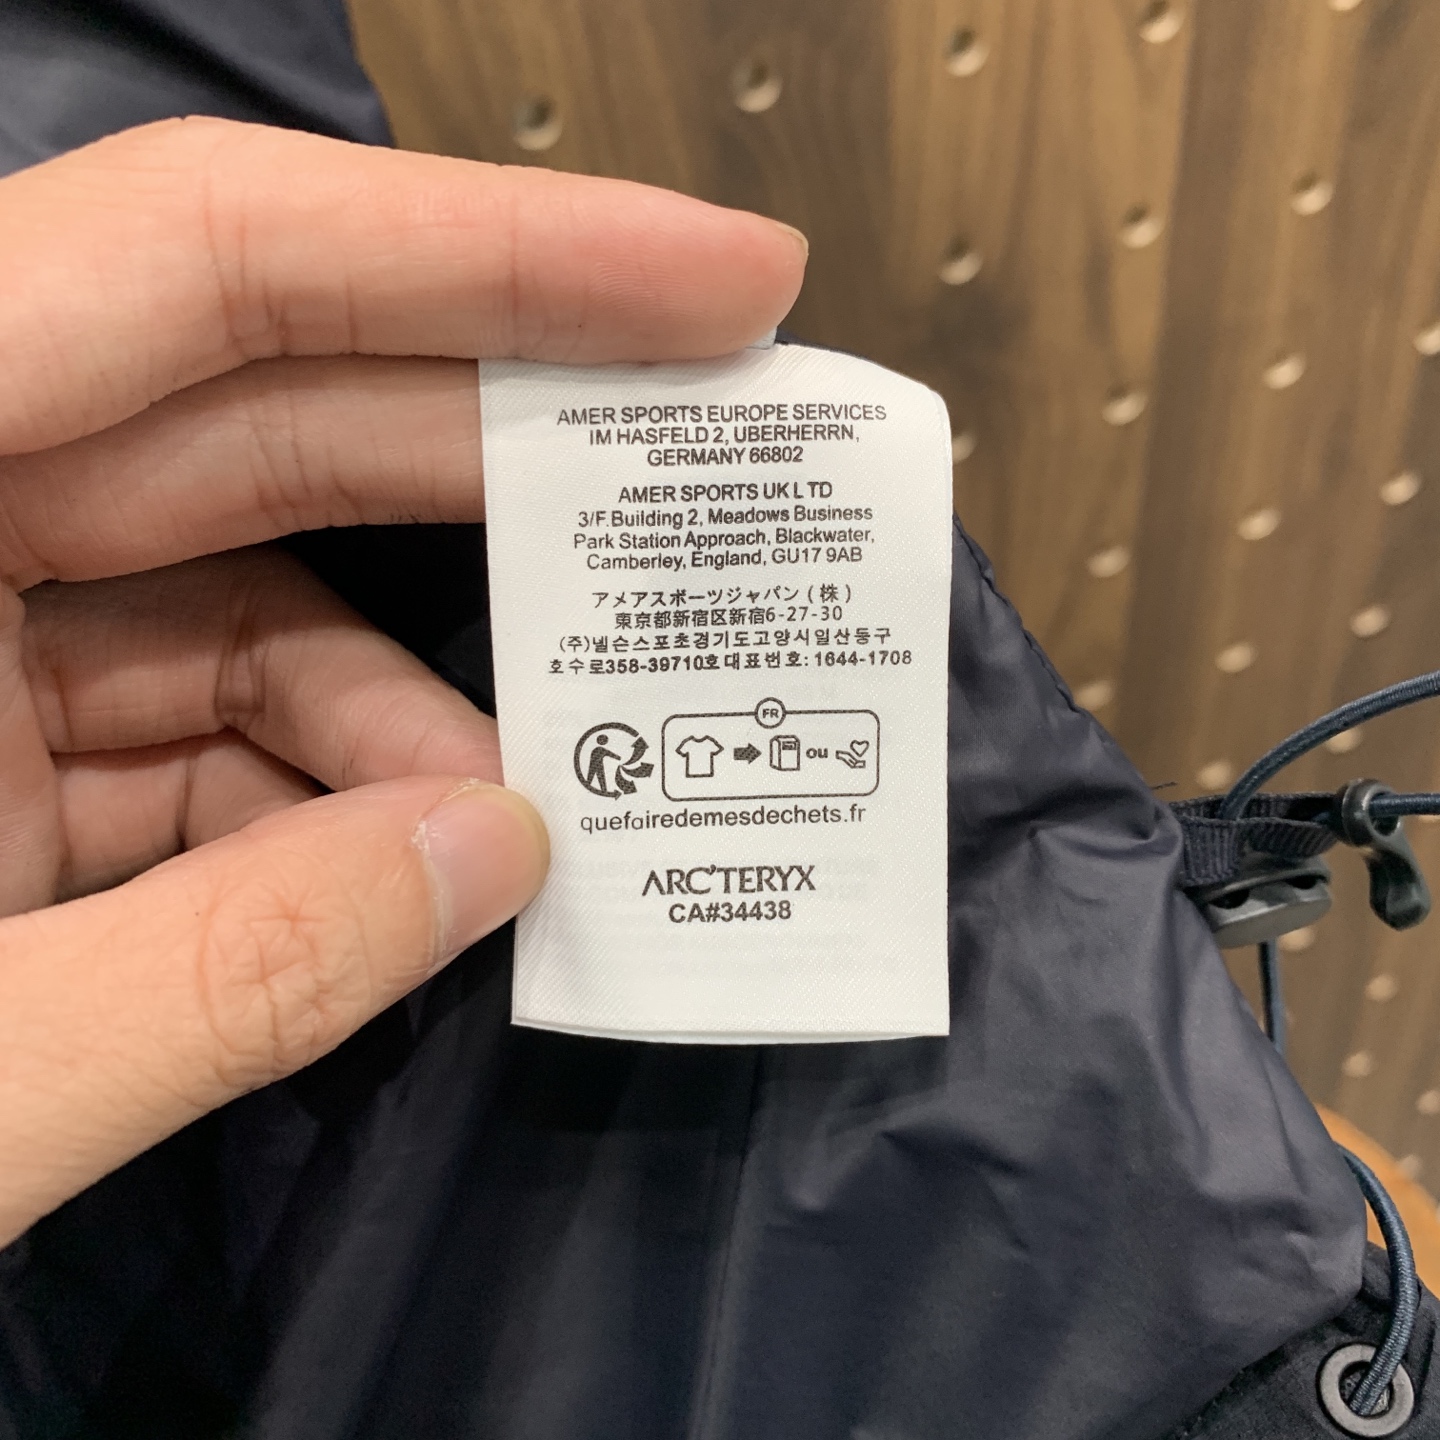 AMER SPORTS EUROPE SERVICES
IM HASFELD 2, UBERHERRN,
GERMANY 66802
AMER SPORTS UK L TD
3/F.Building 2, Meadows Business
Park Station Approach, Blackwater,
Camberley, England, GU17 9AB
アメアスポーツジャパン (株)
東京都新宿区新宿6-27-30
(주)넬슨스포츠경기도고양시일산동구
호수로358-39710호대표번호: 1644-1708
FR
ou
quefairedemesdechets.fr
ARC'TERYX
CA#34438